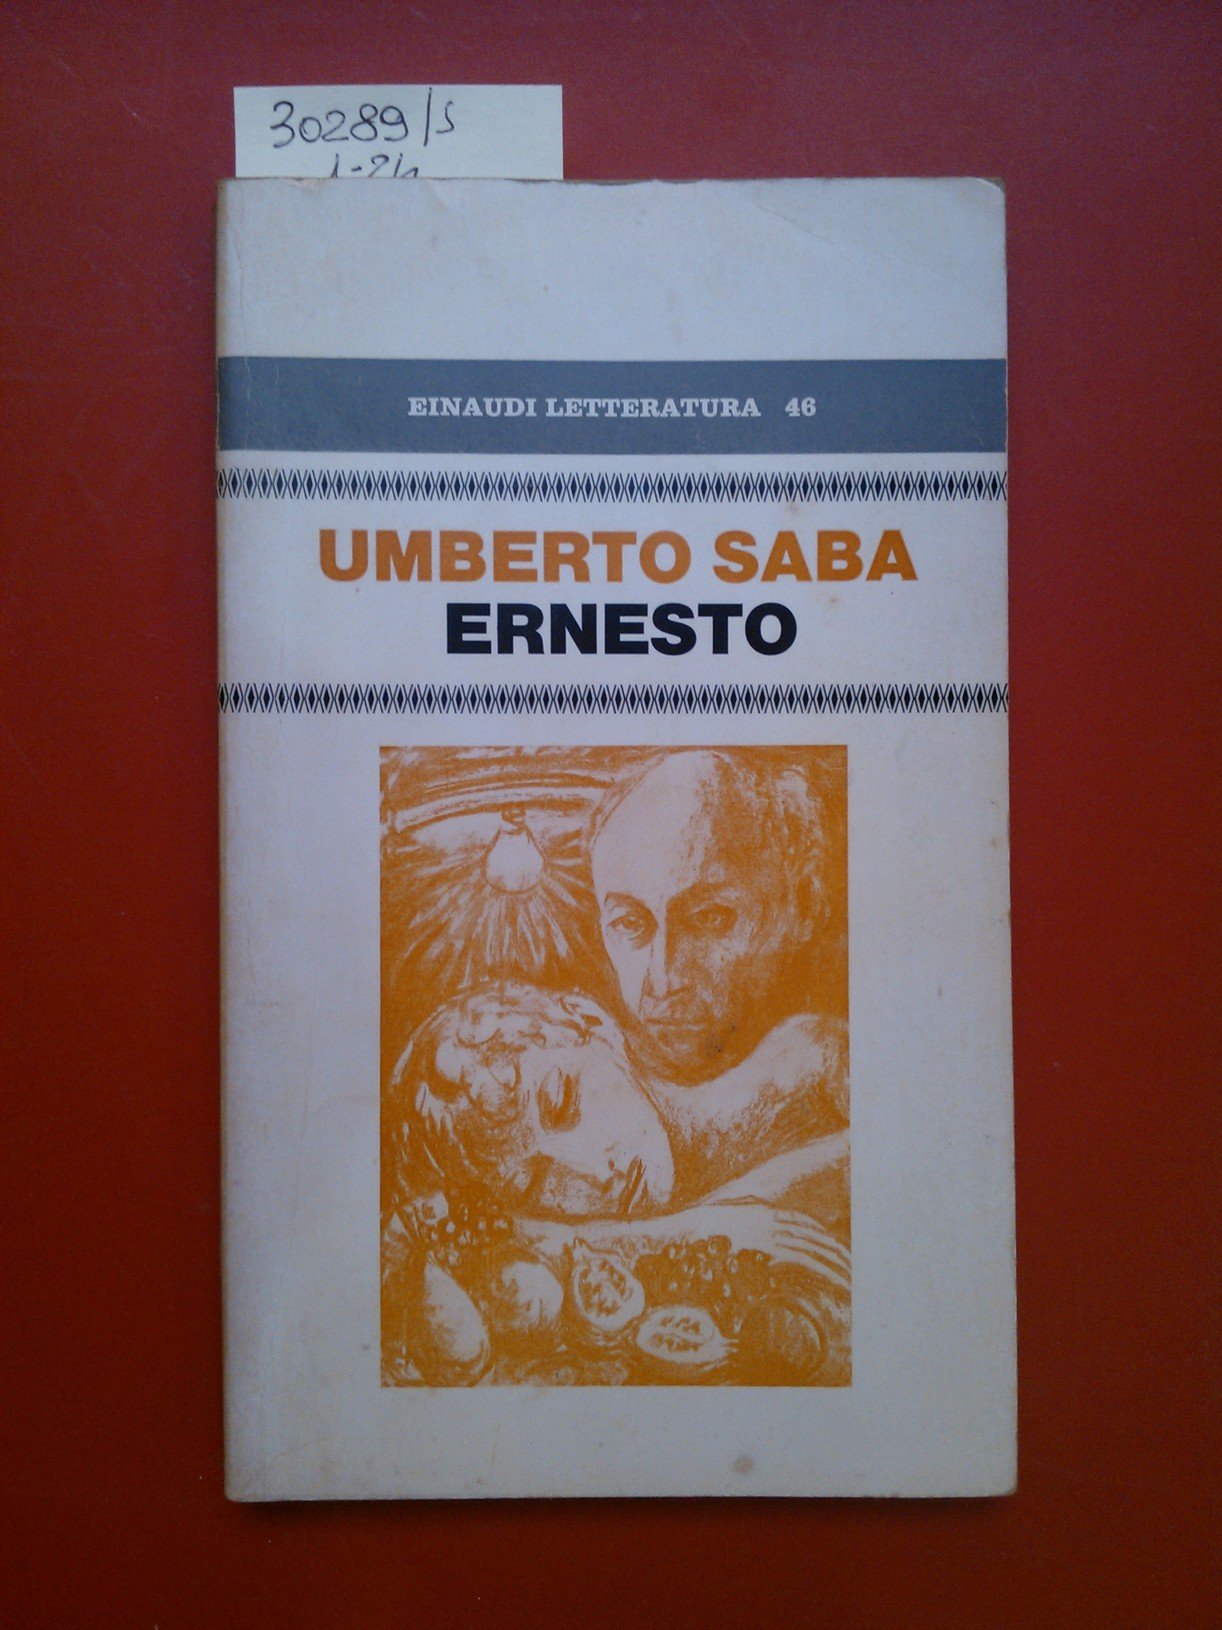 30289/s
EINAUDI LETTERATURA 46
UMBERTO SABA
ERNESTO